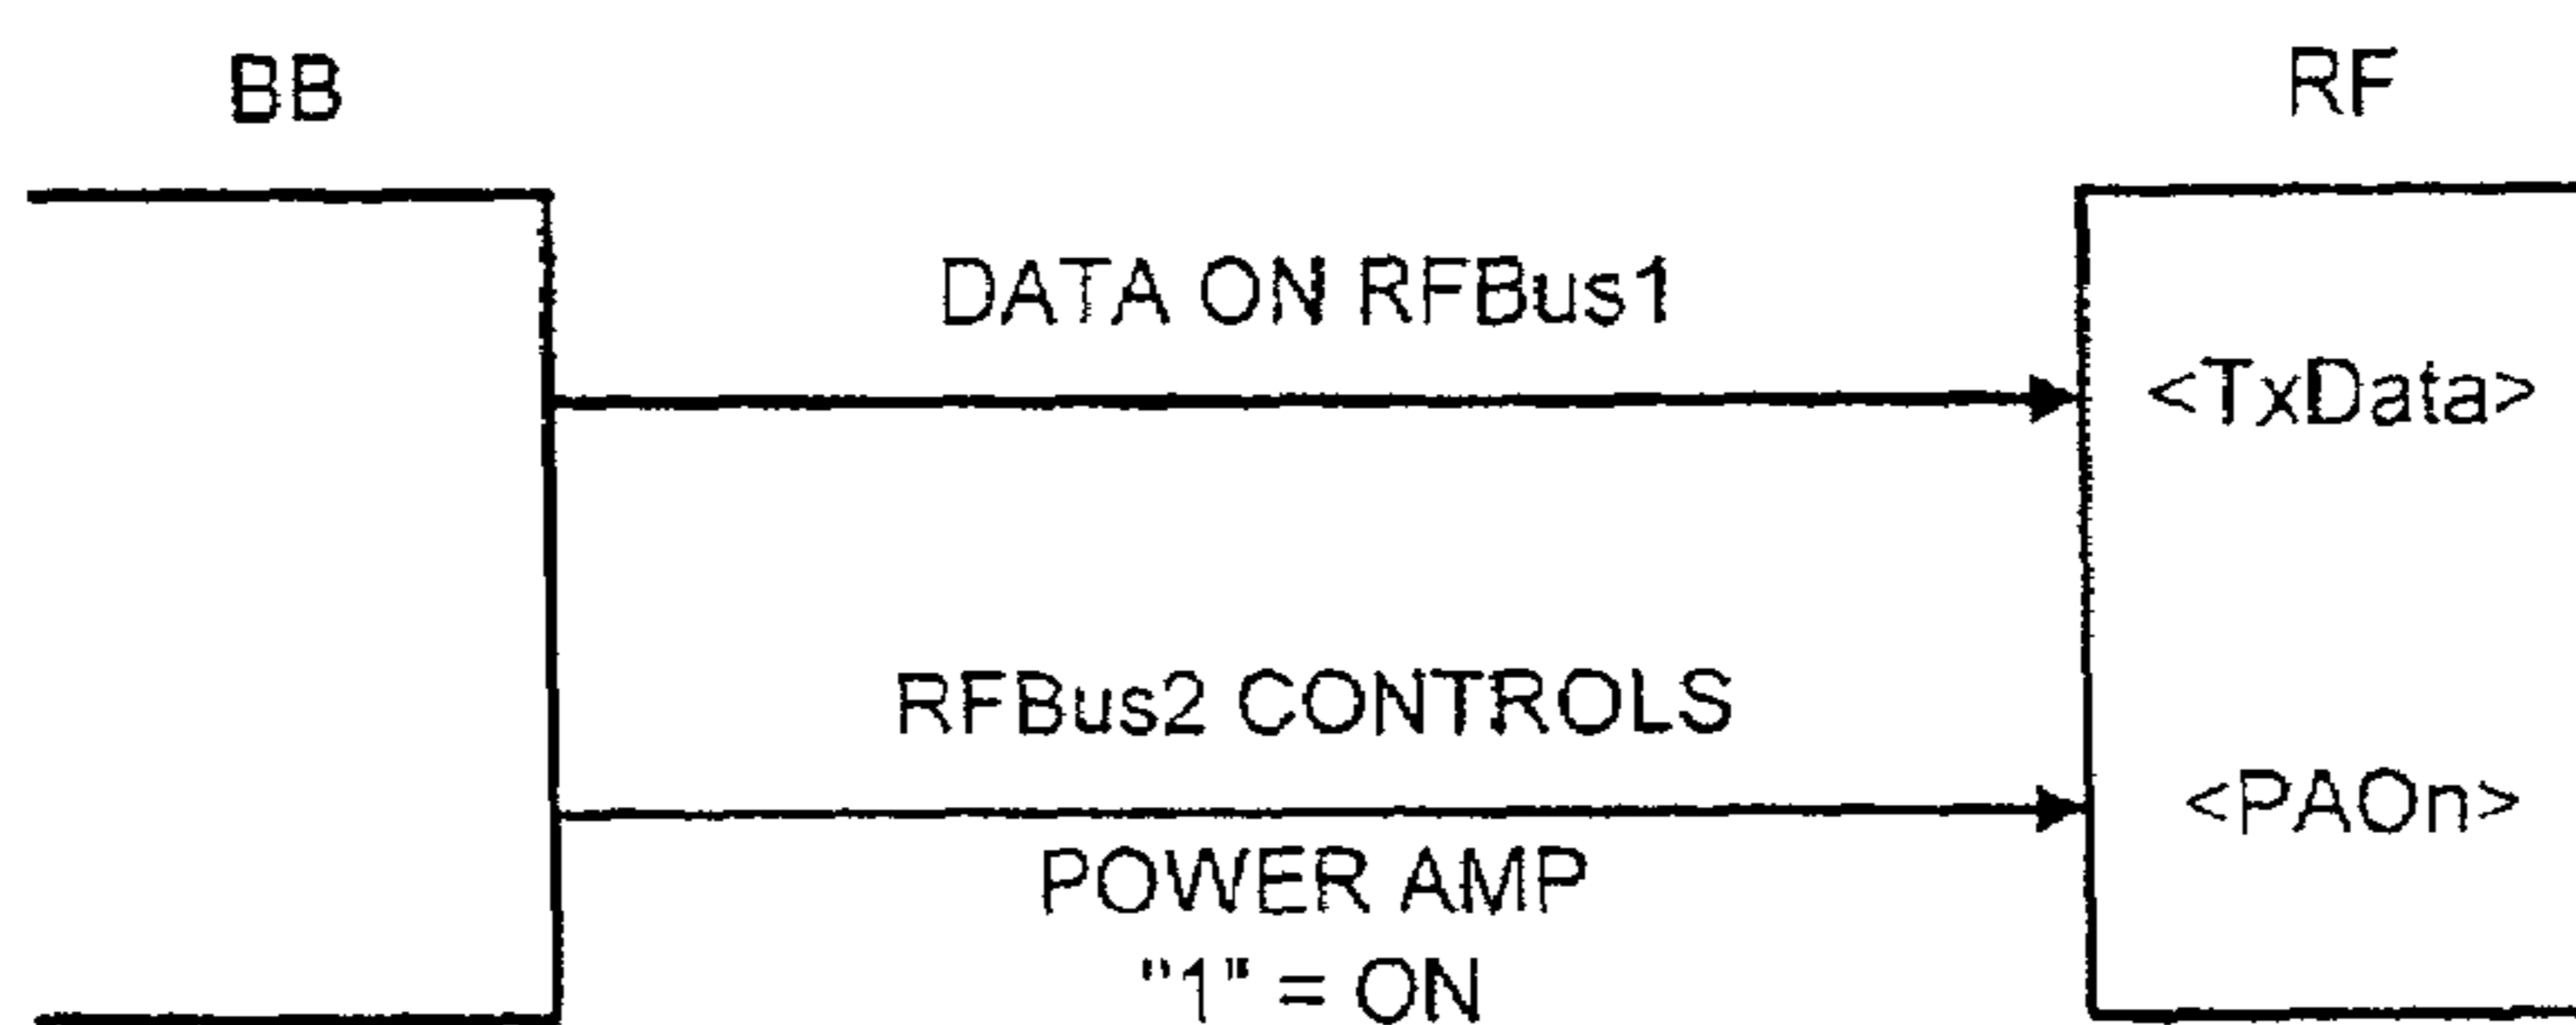 BB
RF
DATA ON RFBus1
<TxData>
RFBus2 CONTROLS
<PAOn>
POWER AMP
"1" = ON